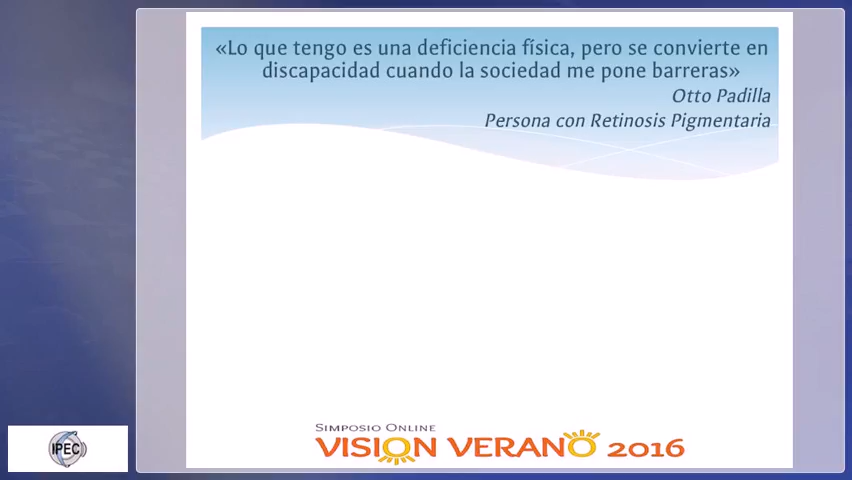 «Lo que tengo es una deficiencia física, pero se convierte en
discapacidad cuando la sociedad me pone barreras»
Otto Padilla
Persona con Retinosis Pigmentaria
SIMPOSIO ONLINE
VISION VERANO 2016
IPEC